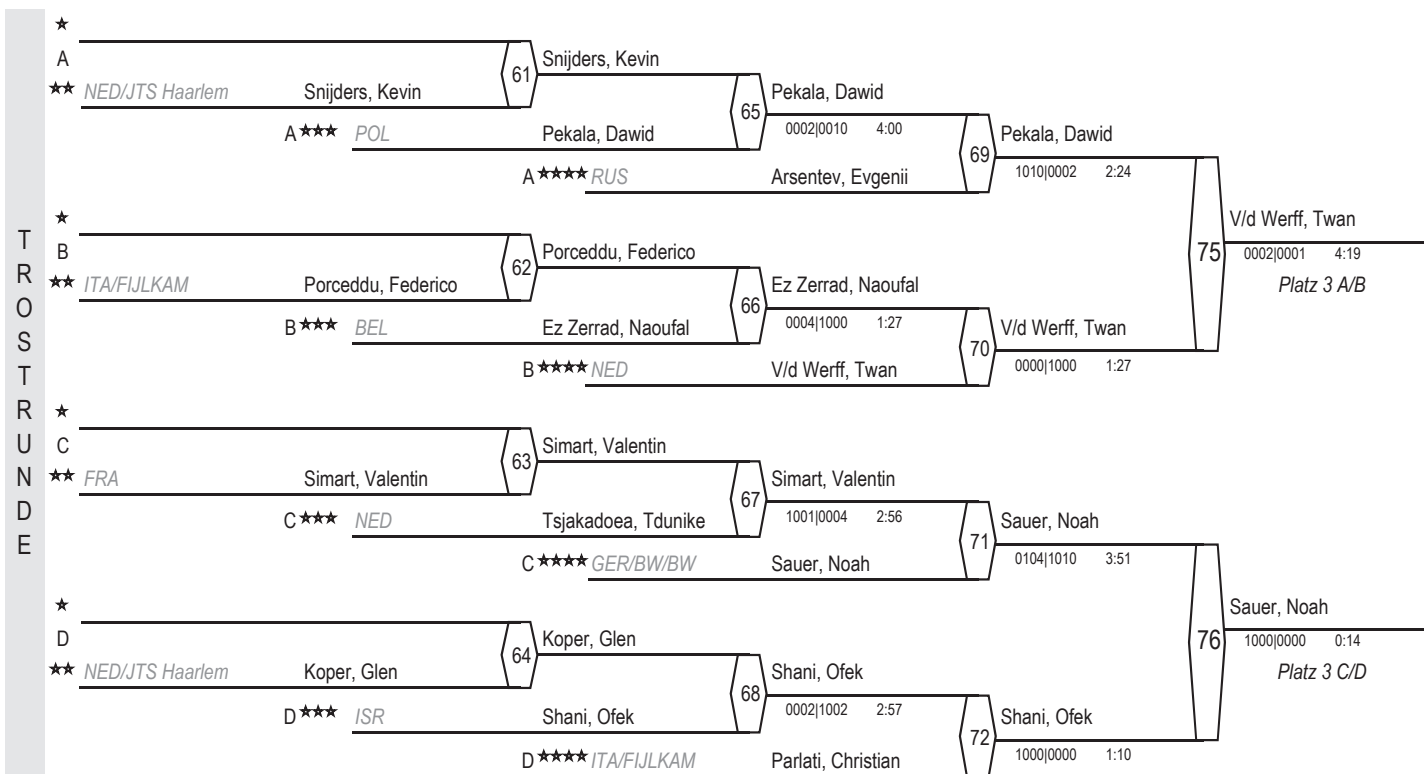 TROSTRUNDE
A
NED/JTS Haarlem Snijders, Kevin
61
Snijders, Kevin
A POL Pekala, Dawid
65
Pekala, Dawid
0002|0010 4:00
A RUS Arsentev, Evgenii
69
Pekala, Dawid
1010|0002 2:24
B
ITA/FIJLKAM Porceddu, Federico
62
Porceddu, Federico
B BEL Ez Zerrad, Naoufal
66
Ez Zerrad, Naoufal
0004|1000 1:27
B NED V/d Werff, Twan
70
V/d Werff, Twan
0000|1000 1:27
75
V/d Werff, Twan
0002|0001 4:19
Platz 3 A/B
C
FRA Simart, Valentin
63
Simart, Valentin
C NED Tsjakadoea, Tdunike
67
Simart, Valentin
1001|0004 2:56
C GER/BW/BW Sauer, Noah
71
Sauer, Noah
0104|1010 3:51
D
NED/JTS Haarlem Koper, Glen
64
Koper, Glen
D ISR Shani, Ofek
68
Shani, Ofek
0002|1002 2:57
D ITA/FIJLKAM Parlati, Christian
72
Shani, Ofek
1000|0000 1:10
76
Sauer, Noah
1000|0000 0:14
Platz 3 C/D